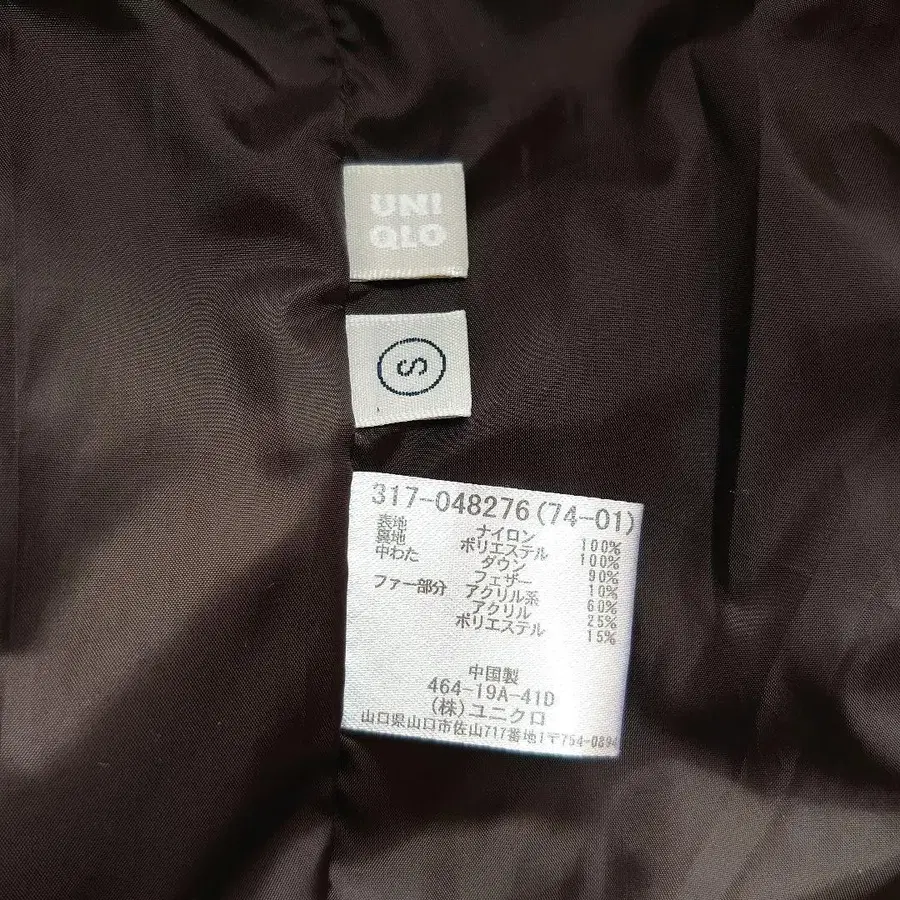 UNI
QLO
S
317-048276(74-01)
表地 ナイロン 100%
裏地 ポリエステル 100%
中わた ダウン 90%
フェザー 10%
ファー部分 アクリル系 60%
アクリル 25%
ポリエステル 15%
中国製
464-19A-41D
(株)ユニクロ
山口県山口市佐山717番地1〒754-0894